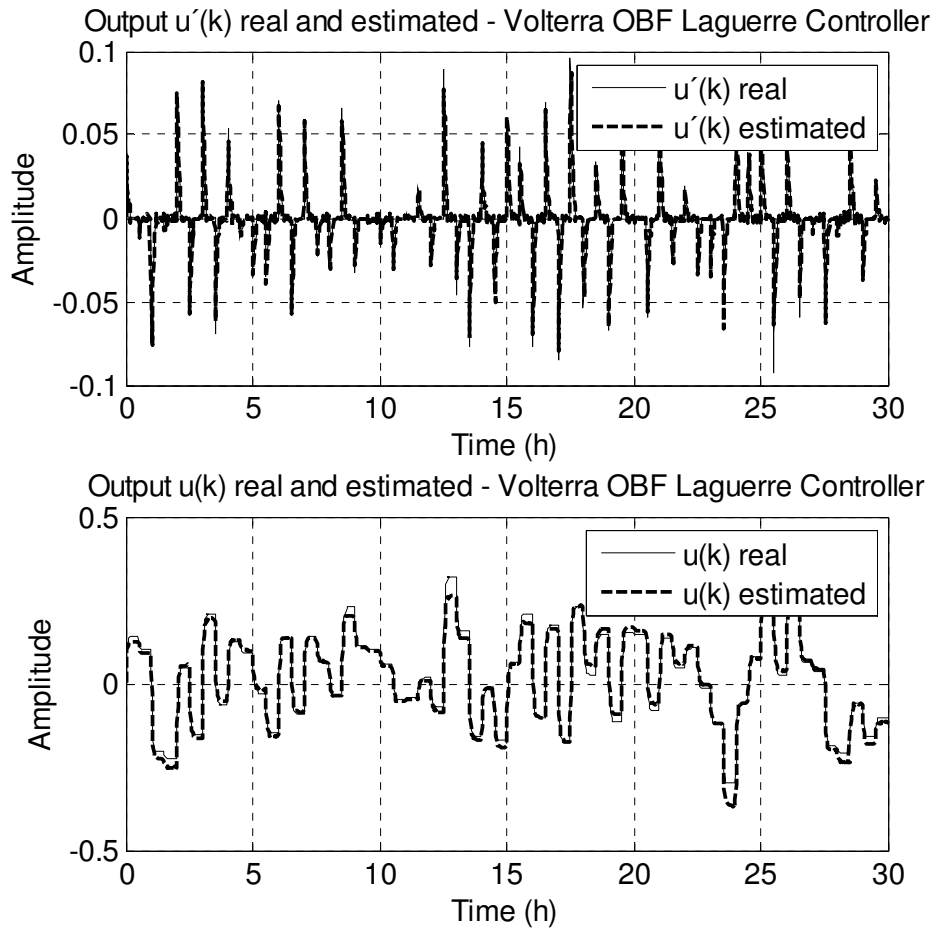 Output u´(k) real and estimated - Volterra OBF Laguerre Controller
0.1
0.05
0
-0.05
-0.1
Amplitude
u´(k) real
u´(k) estimated
0 5 10 15 20 25 30
Time (h)
Output u(k) real and estimated - Volterra OBF Laguerre Controller
0.5
0
-0.5
Amplitude
u(k) real
u(k) estimated
0 5 10 15 20 25 30
Time (h)